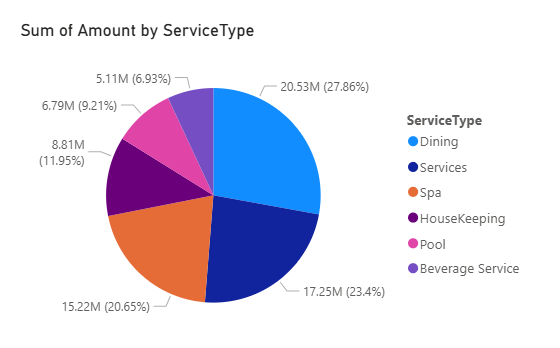 Sum of Amount by ServiceType
5.11M (6.93%)
20.53M (27.86%)
6.79M (9.21%)
8.81M
(11.95%)
15.22M (20.65%)
17.25M (23.4%)
ServiceType
Dining
Services
Spa
HouseKeeping
Pool
Beverage Service